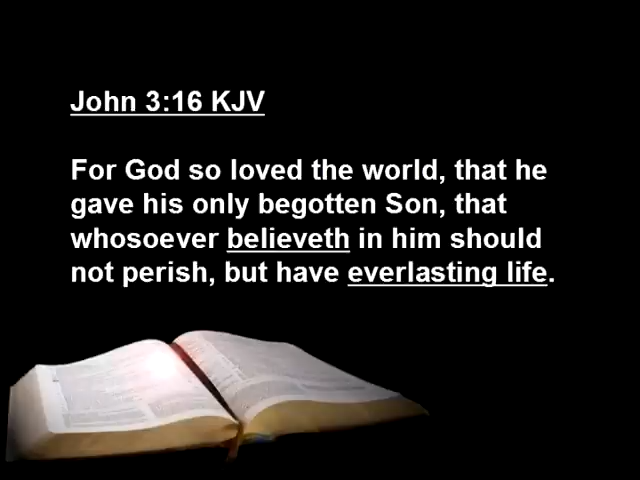 John 3:16 KJV
For God so loved the world, that he
gave his only begotten Son, that
whosoever believeth in him should
not perish, but have everlasting life.